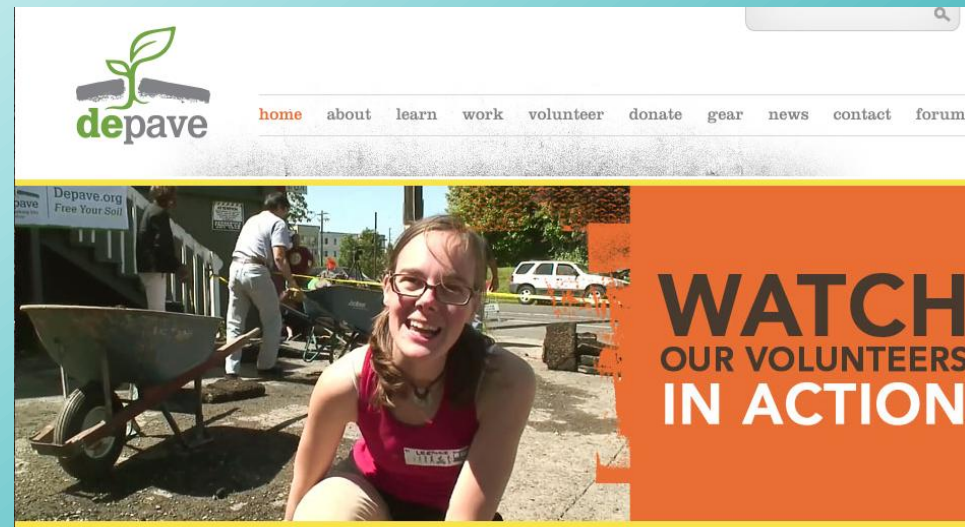 depave
home about learn work volunteer donate gear news contact forum
Depave.org
Free Your Soil
WATCH
OUR VOLUNTEERS
IN ACTION